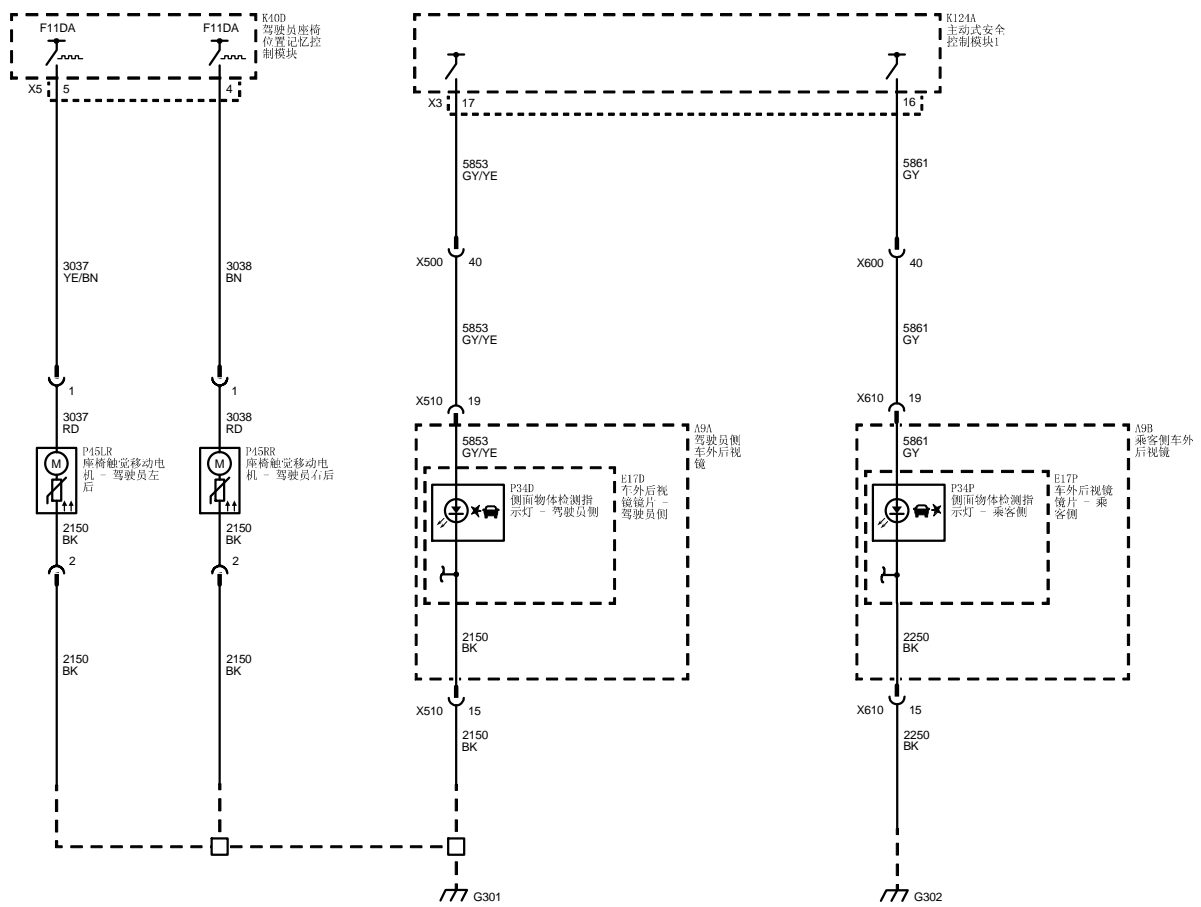 F11DA
F11DA
K40D
驾驶员座椅
位置记忆控
制模块
X5
5
4
K124A
主动式安全
控制模块1
X3
17
16
3037
YE/BN
3038
BN
5853
GY/YE
5861
GY
X500
40
X600
40
5853
GY/YE
5861
GY
1
1
3037
RD
3038
RD
X510
19
X610
19
P45LR
座椅触觉移动电
机 - 驾驶员左
后
M
P45RR
座椅触觉移动电
机 - 驾驶员右后
M
A9A
驾驶员侧
车外后视
镜
5853
GY/YE
E17D
车外后视
镜镜片 -
驾驶员侧
P34D
侧面物体检测指
示灯 - 驾驶员侧
A9B
乘客侧车外
后视镜
5861
GY
E17P
车外后视镜
镜片 - 乘
客侧
P34P
侧面物体检测指
示灯 - 乘客侧
2150
BK
2150
BK
2
2
2150
BK
2150
BK
2150
BK
2250
BK
X510
15
X610
15
2150
BK
2250
BK
G301
G302